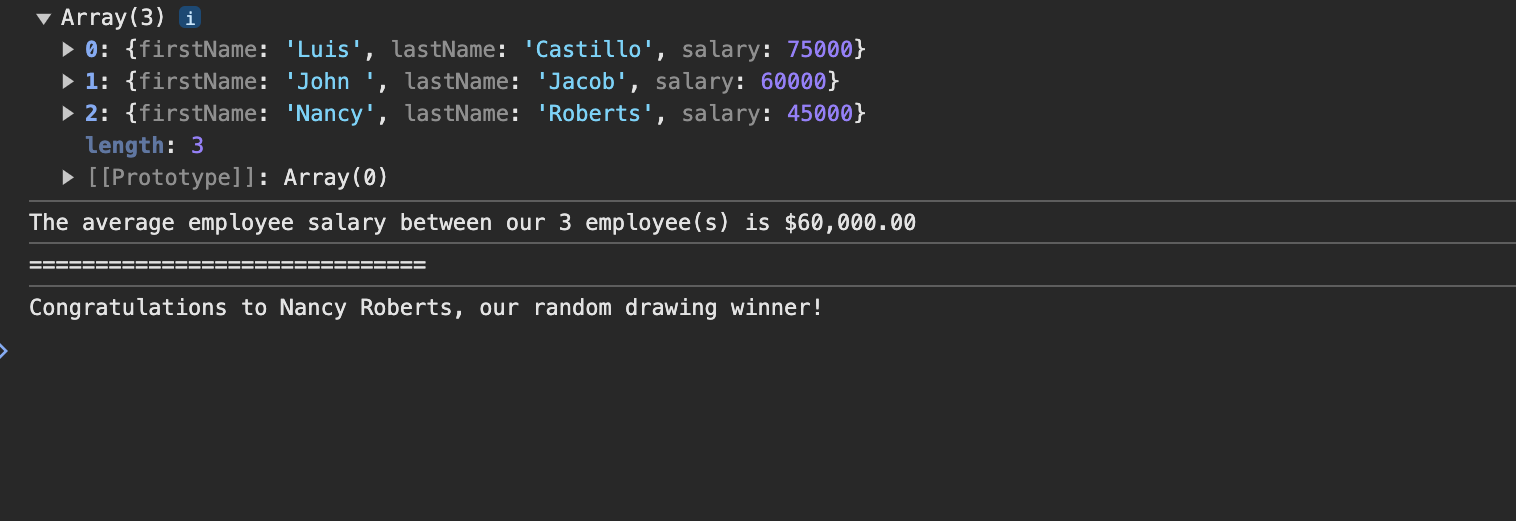 ▼ Array(3) i
▶ 0: {firstName: 'Luis', lastName: 'Castillo', salary: 75000}
▶ 1: {firstName: 'John ', lastName: 'Jacob', salary: 60000}
▶ 2: {firstName: 'Nancy', lastName: 'Roberts', salary: 45000}
length: 3
▶ [[Prototype]]: Array(0)
The average employee salary between our 3 employee(s) is $60,000.00
==============================
Congratulations to Nancy Roberts, our random drawing winner!